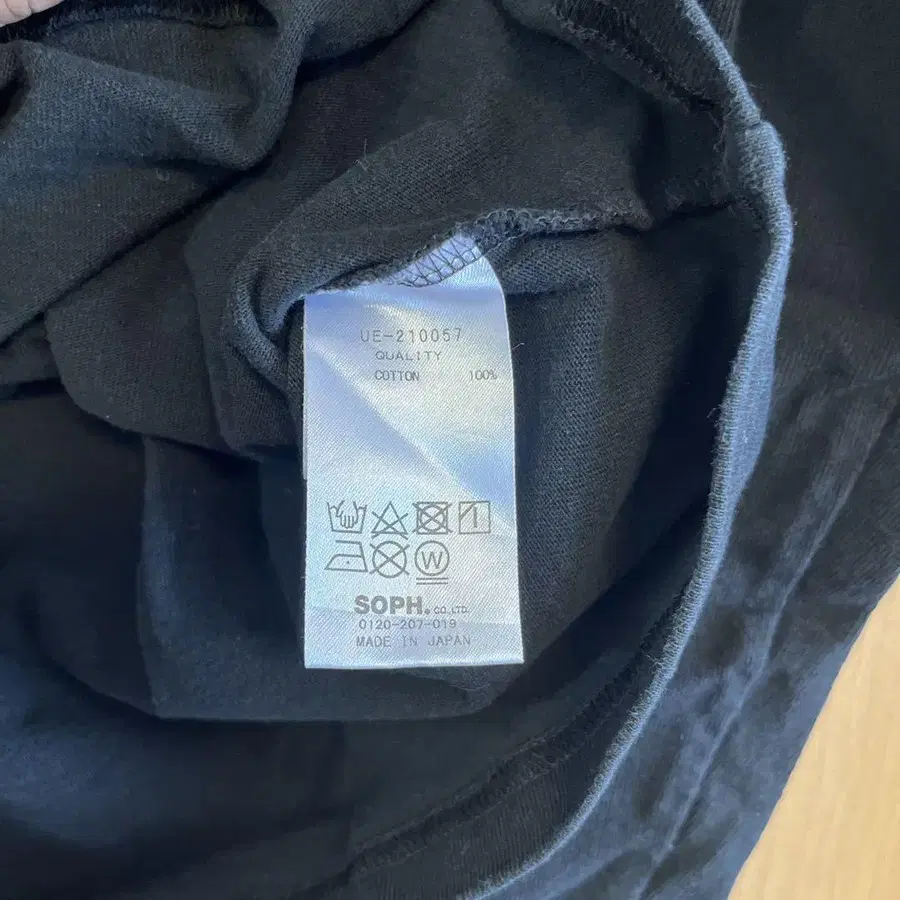 UE-210057
QUALITY
COTTON 100%
W
SOPH. CO.,LTD.
0120-207-019
MADE IN JAPAN